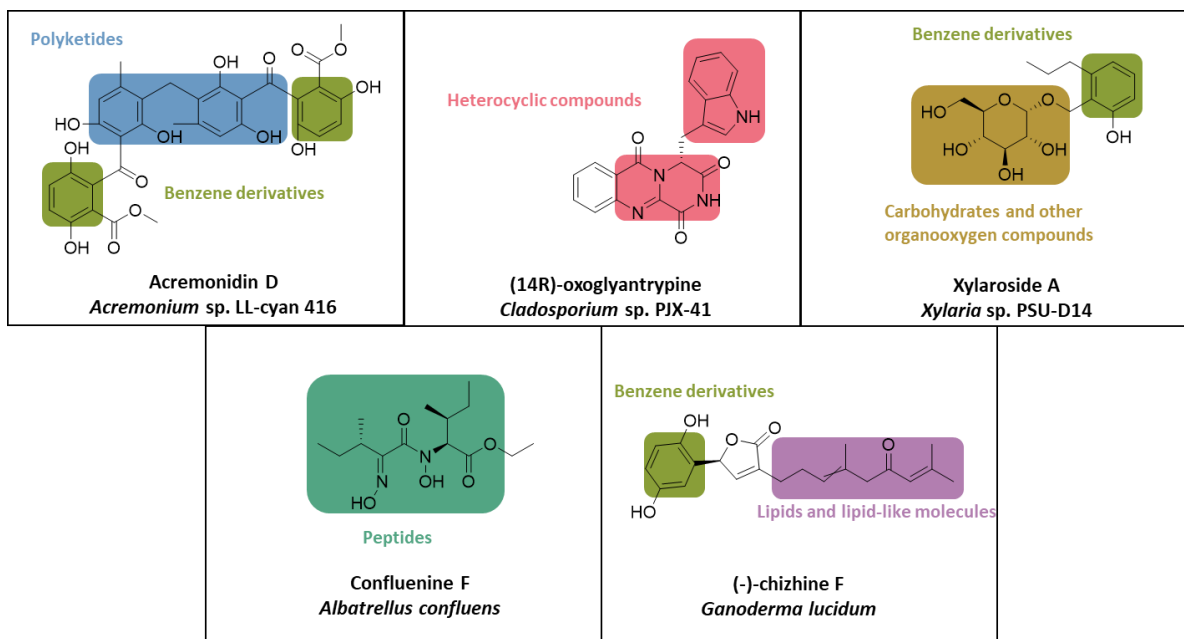 Polyketides
O
OH
O
O
OH
OH
OH
OH
OH
OH
O
Benzene derivatives
O
OH
O
Acremonidin D
Acremonium sp. LL-cyan 416
Heterocyclic compounds
NH
O
O
N
N
NH
O
(14R)-oxoglyantrypine
Cladosporium sp. PJX-41
Benzene derivatives
HO
O
O
OH
HO
HO
OH
Carbohydrates and other
organooxygen compounds
Xylaroside A
Xylaria sp. PSU-D14
O
N
O
N
OH
O
HO
Peptides
Confluenine F
Albatrellus confluens
Benzene derivatives
OH
O
O
O
HO
Lipids and lipid-like molecules
(-)-chizhine F
Ganoderma lucidum